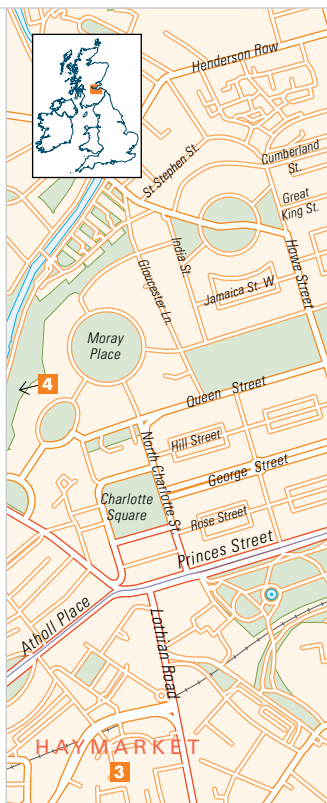 Henderson Row
Cumberland
St.
St Stephen St.
Great
King St.
India St.
Howe Street
Gloucester Ln.
Jamaica St. W
Moray
Place
4
Queen Street
Hill Street
North Charlotte St.
George Street
Charlotte
Square
Rose Street
Princes Street
Atholl Place
Lothian Road
HAYMARKET
3